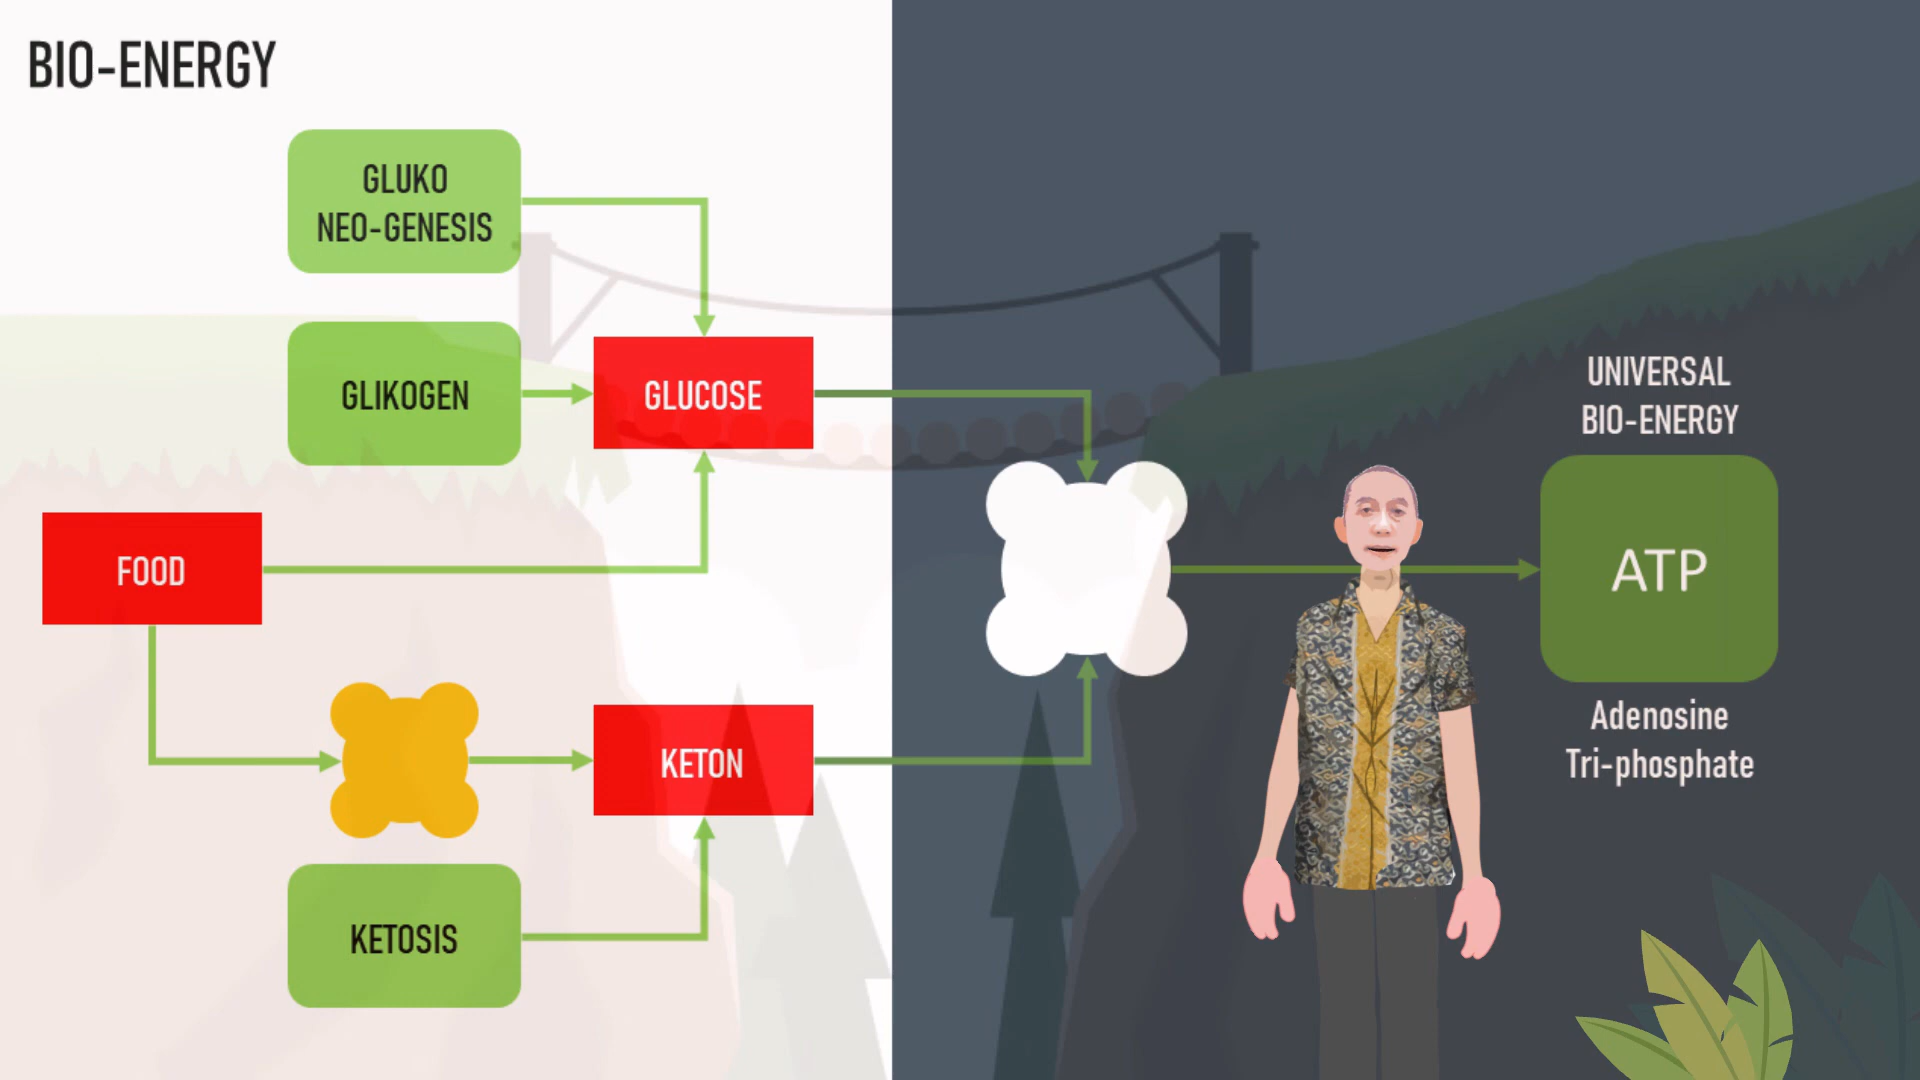 BIO-ENERGY
GLUKO
NEO-GENESIS
GLIKOGEN
GLUCOSE
UNIVERSAL
BIO-ENERGY
FOOD
ATP
Adenosine
Tri-phosphate
KETON
KETOSIS